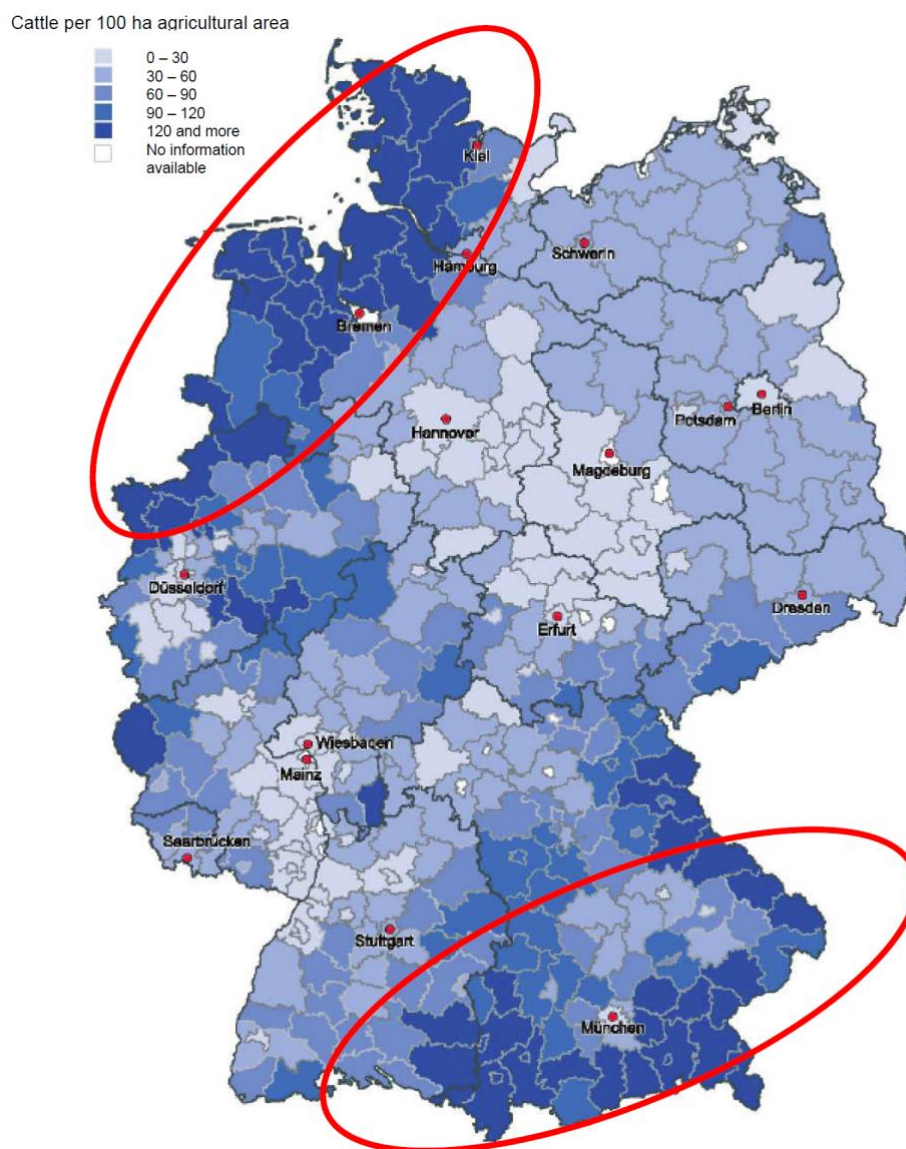 Cattle per 100 ha agricultural area
0 – 30
30 – 60
60 – 90
90 – 120
120 and more
No information
available
Kiel
Schwerin
Hamburg
Bremen
Berlin
Potsdam
Hannover
Magdeburg
Düsseldorf
Dresden
Erfurt
Wiesbaden
Mainz
Saarbrücken
Stuttgart
München